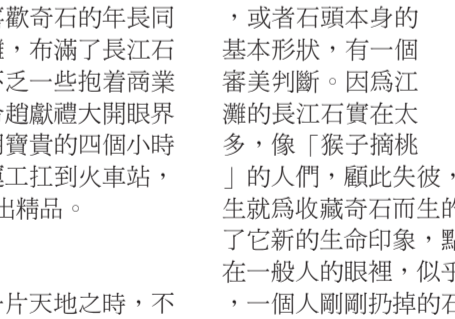 喜歡奇石的年長同
灘，布滿了長江石
不乏一些抱着商業
趙獻禮大開眼界
寶貴的四個小時
工扛到火車站，
出精品。
片天地之時，不
，或者石頭本身的
基本形狀，有一個
審美判斷。因爲江
灘的長江石實在太
多，像「猴子摘桃
」的人們，顧此失彼，
生就爲收藏奇石而生的
了它新的生命印象，點
在一般人的眼裡，似乎
，一個人剛剛扔掉的石